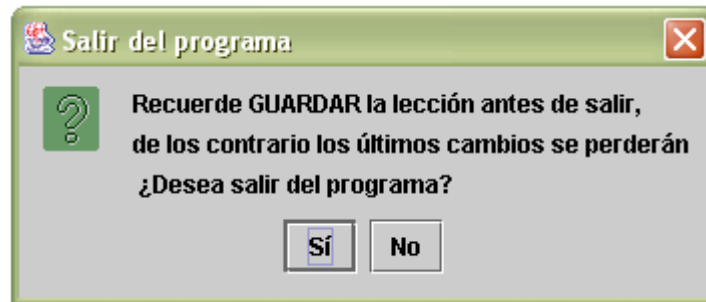 Salir del programa
Recuerde GUARDAR la lección antes de salir,
de los contrario los últimos cambios se perderán
¿Desea salir del programa?
Sí No